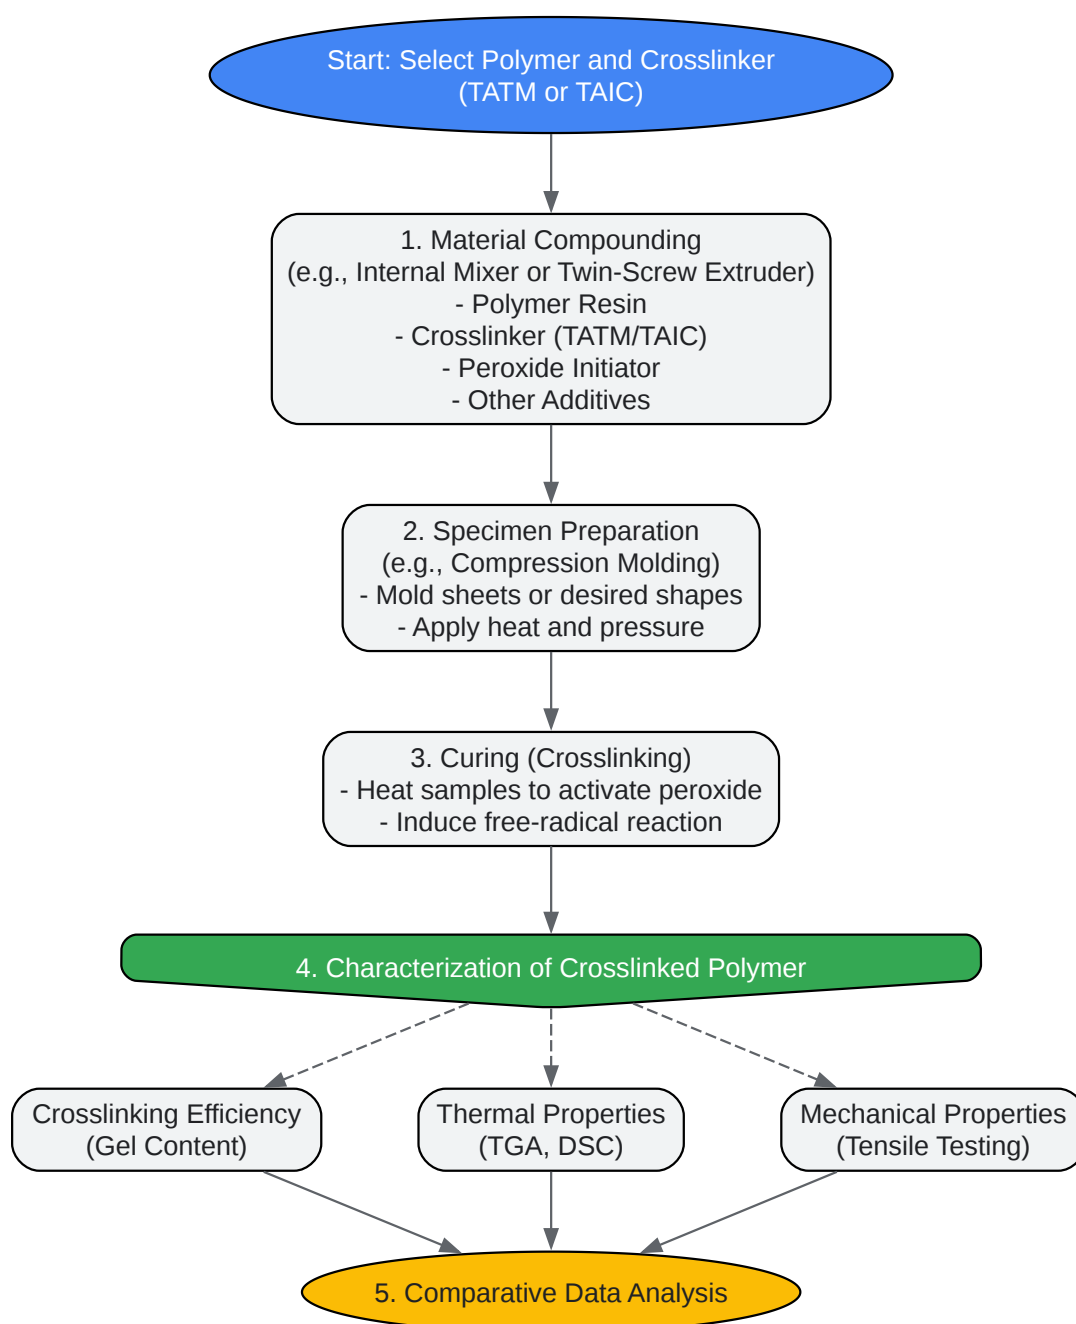 Start: Select Polymer and Crosslinker
(TATM or TAIC)
1. Material Compounding
(e.g., Internal Mixer or Twin-Screw Extruder)
- Polymer Resin
- Crosslinker (TATM/TAIC)
- Peroxide Initiator
- Other Additives
2. Specimen Preparation
(e.g., Compression Molding)
- Mold sheets or desired shapes
- Apply heat and pressure
3. Curing (Crosslinking)
- Heat samples to activate peroxide
- Induce free-radical reaction
4. Characterization of Crosslinked Polymer
Crosslinking Efficiency
(Gel Content)
Thermal Properties
(TGA, DSC)
Mechanical Properties
(Tensile Testing)
5. Comparative Data Analysis